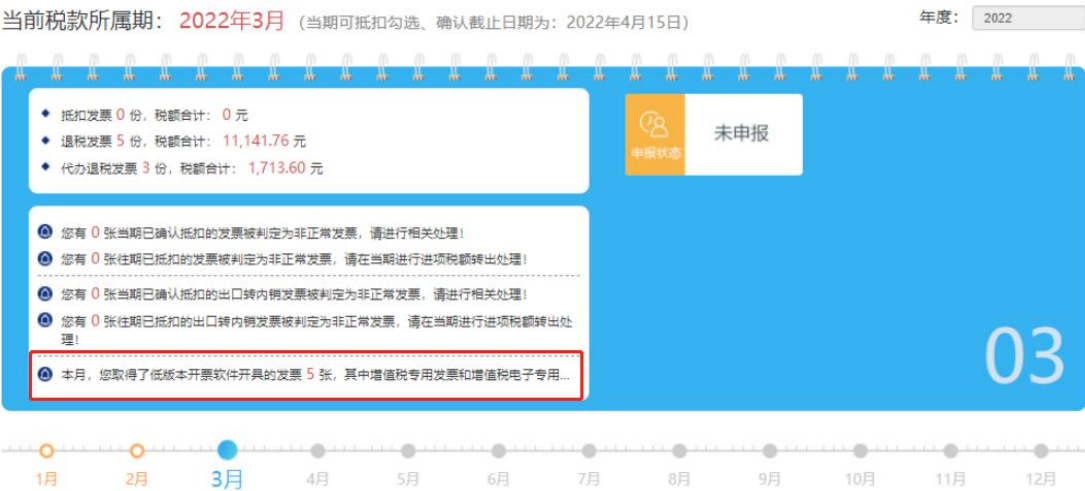 当前税款所属期： 2022年3月 （当期可抵扣勾选、确认截止日期为：2022年4月15日）
年度： 2022
抵扣发票 0 份，税额合计： 0 元
退税发票 5 份，税额合计： 11,141.76 元
代办退税发票 3 份，税额合计： 1,713.60 元
申报状态
未申报
您有 0 张当期已确认抵扣的发票被判定为非正常发票，请进行相关处理！
您有 0 张往期已抵扣的发票被判定为非正常发票，请在当期进行进项税额转出处理！
您有 0 张当期已确认抵扣的出口转内销发票被判定为非正常发票，请进行相关处理！
您有 0 张往期已抵扣的出口转内销发票被判定为非正常发票，请在当期进行进项税额转出处
理！
本月，您取得了低版本开票软件开具的发票 5 张，其中增值税专用发票和增值税电子专用...
03
1月 2月 3月 4月 5月 6月 7月 8月 9月 10月 11月 12月